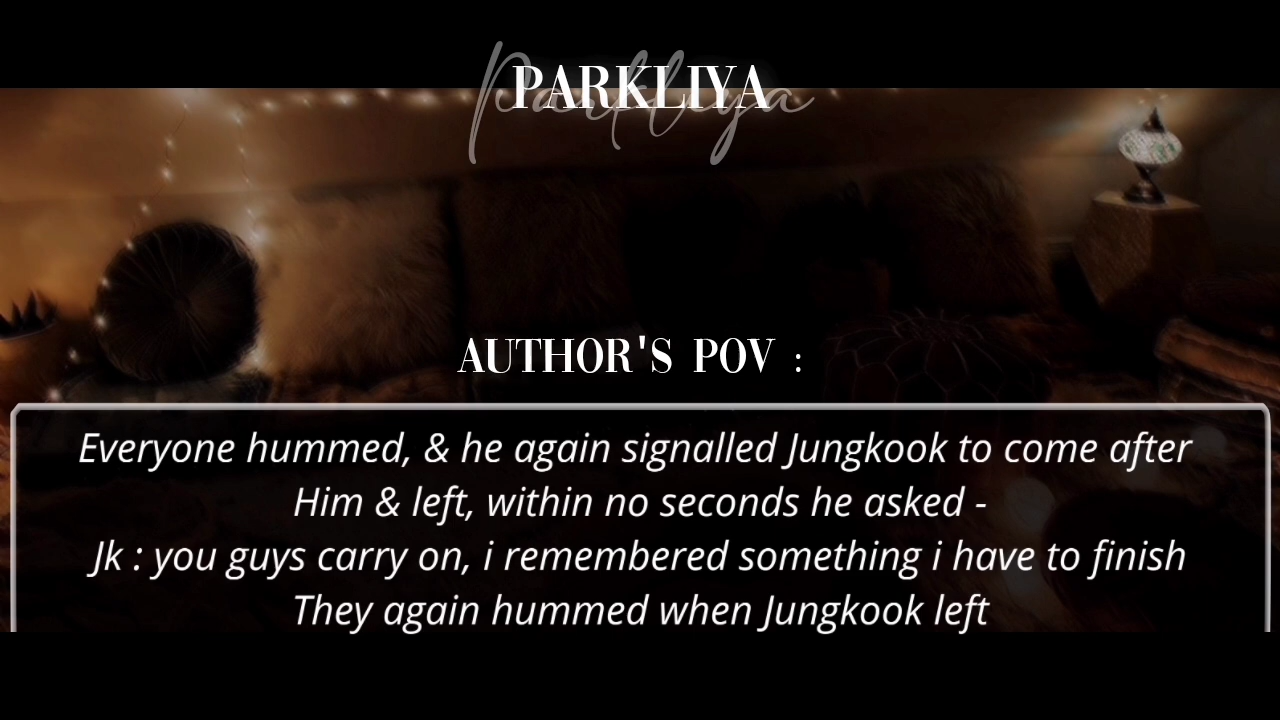 Parkliya
PARKLIYA
AUTHOR'S POV :
Everyone hummed, & he again signalled Jungkook to come after
Him & left, within no seconds he asked -
Jk : you guys carry on, i remembered something i have to finish
They again hummed when Jungkook left